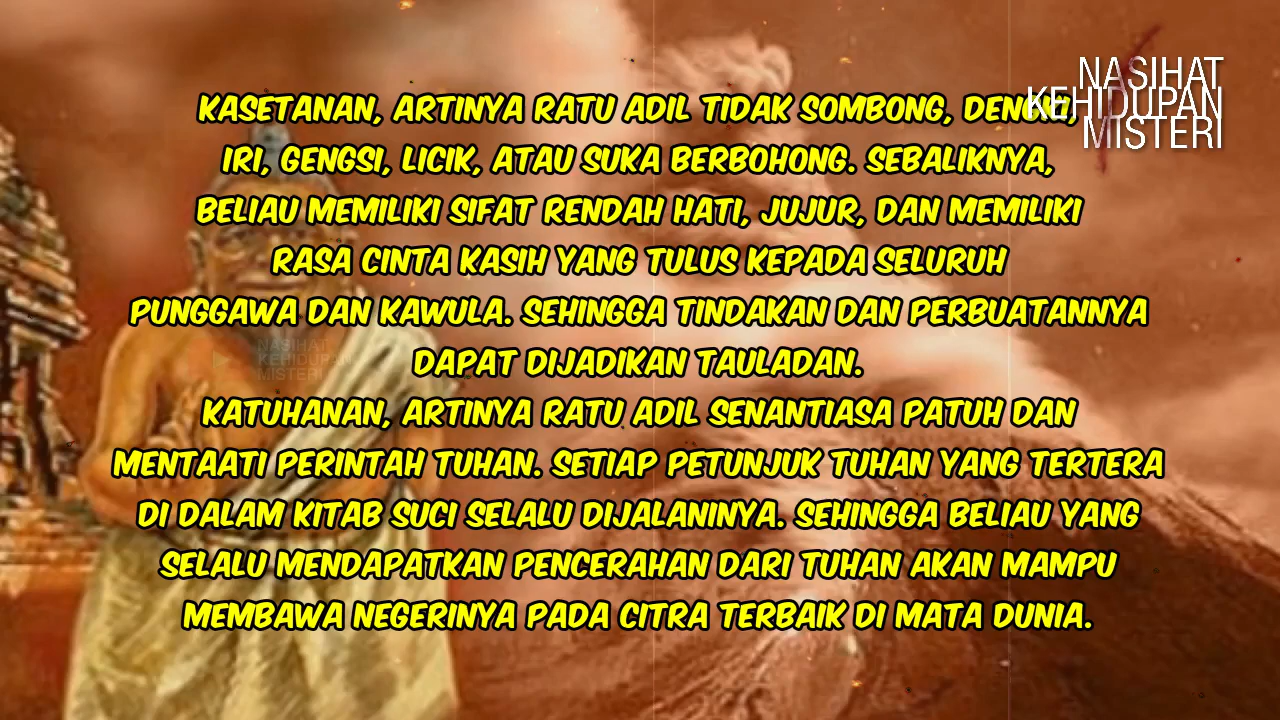 KASETANAN, ARTINYA RATU ADIL TIDAK SOMBONG, DENGKI,
IRI, GENGSI, LICIK, ATAU SUKA BERBOHONG. SEBALIKNYA,
BELIAU MEMILIKI SIFAT RENDAH HATI, JUJUR, DAN MEMILIKI
RASA CINTA KASIH YANG TULUS KEPADA SELURUH
PUNGGAWA DAN KAWULA. SEHINGGA TINDAKAN DAN PERBUATANNYA
DAPAT DIJADIKAN TAULADAN.
KATUHANAN, ARTINYA RATU ADIL SENANTIASA PATUH DAN
MENTAATI PERINTAH TUHAN. SETIAP PETUNJUK TUHAN YANG TERTERA
DI DALAM KITAB SUCI SELALU DIJALANINYA. SEHINGGA BELIAU YANG
SELALU MENDAPATKAN PENCERAHAN DARI TUHAN AKAN MAMPU
MEMBAWA NEGERINYA PADA CITRA TERBAIK DI MATA DUNIA.
NASIHAT
KEHIDUPAN
MISTERI
NASIHAT
KEHIDUPAN
MISTERI